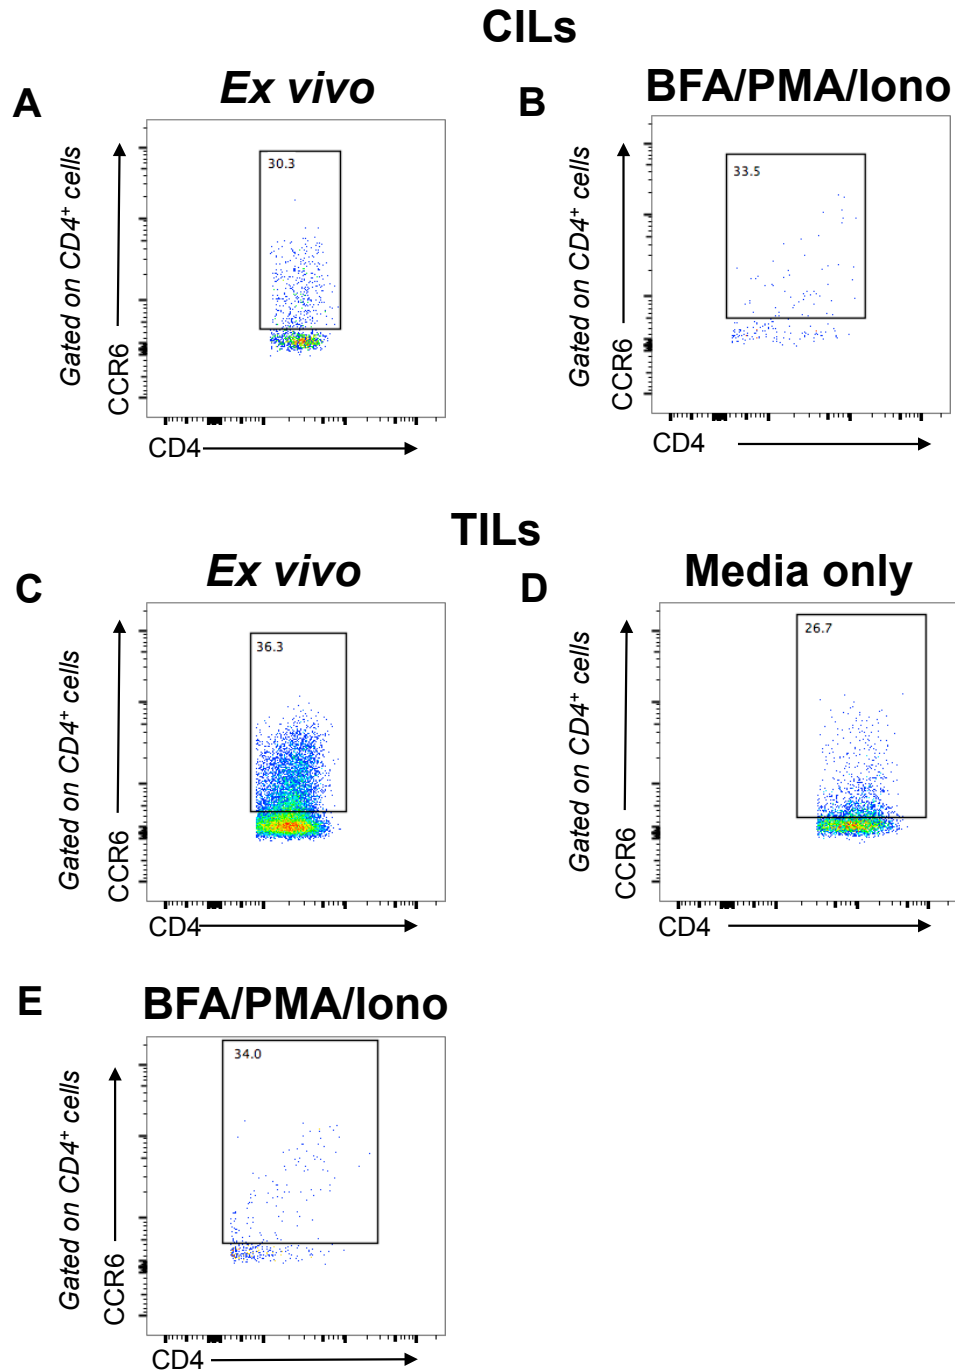 CILs
A
Ex vivo
Gated on CD4+ cells
CCR6
30.3
CD4
B
BFA/PMA/Iono
Gated on CD4+ cells
CCR6
33.5
CD4
TILs
C
Ex vivo
Gated on CD4+ cells
CCR6
36.3
CD4
D
Media only
Gated on CD4+ cells
CCR6
26.7
CD4
E
BFA/PMA/Iono
Gated on CD4+ cells
CCR6
34.0
CD4